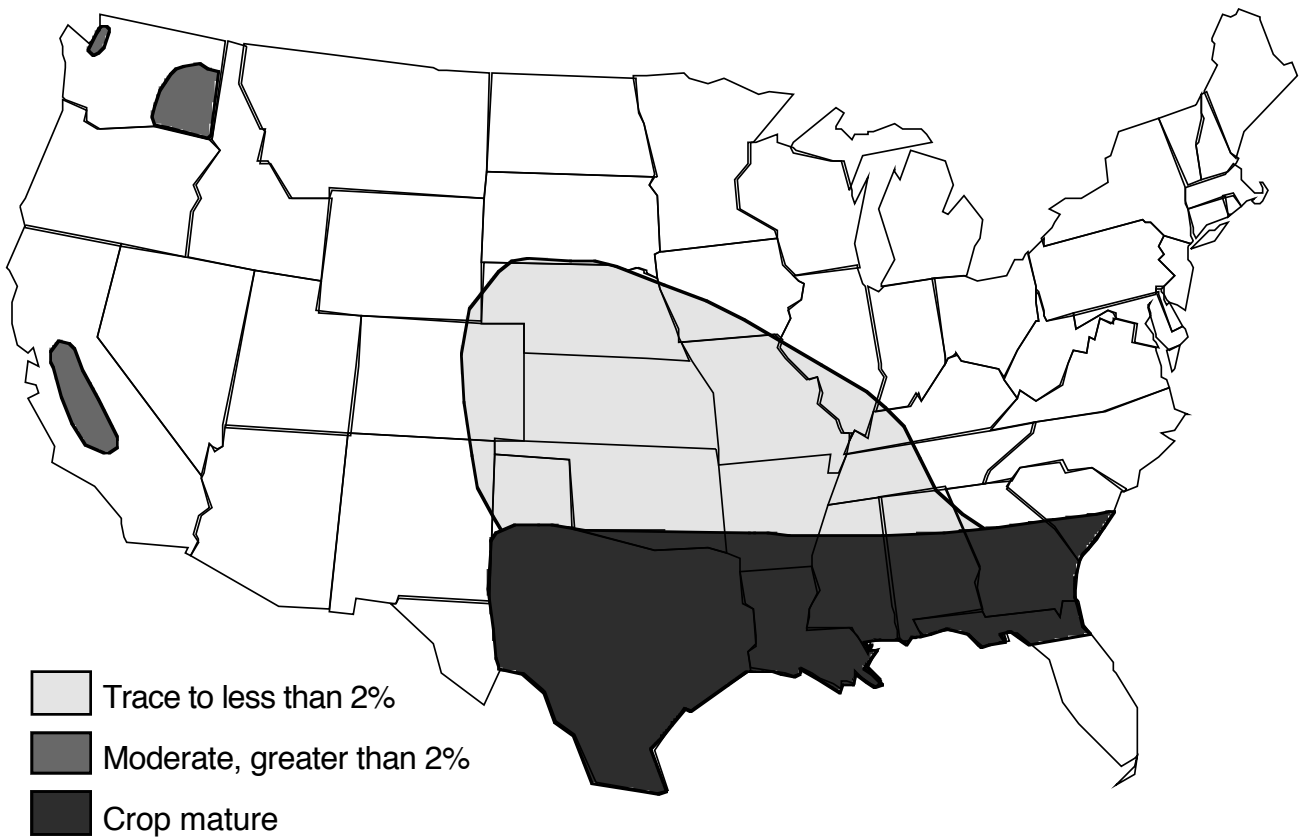 Trace to less than 2%
Moderate, greater than 2%
Crop mature